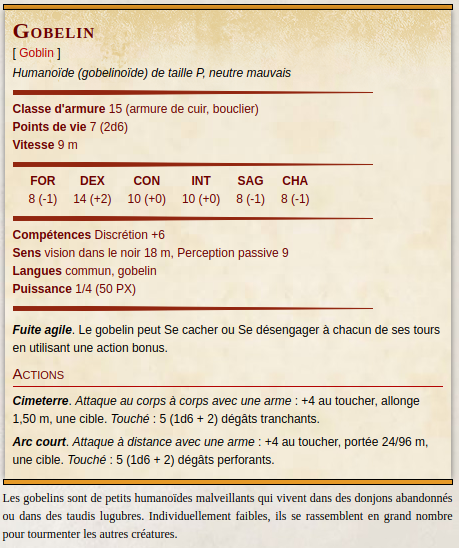 Gobelin
[ Goblin ]
Humanoïde (gobelinoïde) de taille P, neutre mauvais
Classe d'armure 15 (armure de cuir, bouclier)
Points de vie 7 (2d6)
Vitesse 9 m
FOR DEX CON INT SAG CHA
8 (-1) 14 (+2) 10 (+0) 10 (+0) 8 (-1) 8 (-1)
Compétences Discrétion +6
Sens vision dans le noir 18 m, Perception passive 9
Langues commun, gobelin
Puissance 1/4 (50 PX)
Fuite agile. Le gobelin peut Se cacher ou Se désengager à chacun de ses tours
en utilisant une action bonus.
Actions
Cimeterre. Attaque au corps à corps avec une arme : +4 au toucher, allonge
1,50 m, une cible. Touché : 5 (1d6 + 2) dégâts tranchants.
Arc court. Attaque à distance avec une arme : +4 au toucher, portée 24/96 m,
une cible. Touché : 5 (1d6 + 2) dégâts perforants.
Les gobelins sont de petits humanoïdes malveillants qui vivent dans des donjons abandonnés
ou dans des taudis lugubres. Individuellement faibles, ils se rassemblent en grand nombre
pour tourmenter les autres créatures.